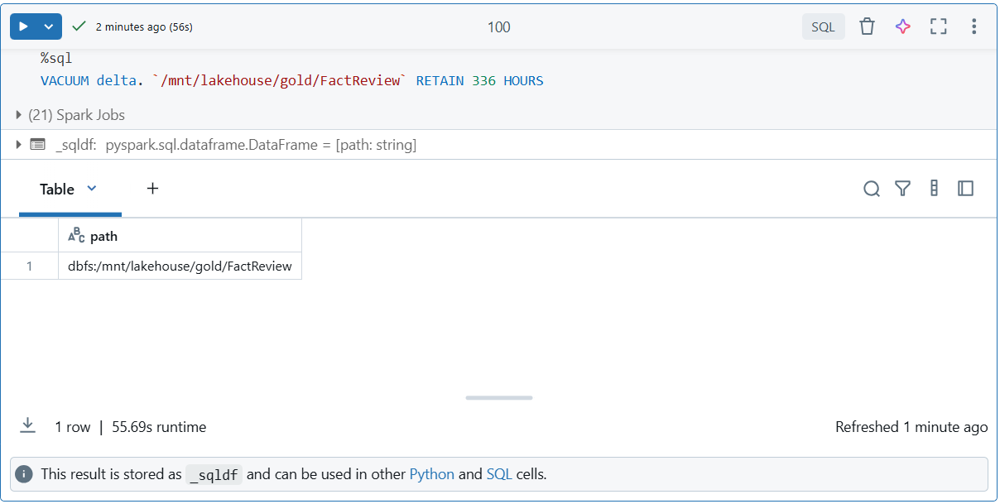 2 minutes ago (56s)
100
SQL
%sql
VACUUM delta. `/mnt/lakehouse/gold/FactReview` RETAIN 336 HOURS
(21) Spark Jobs
_sqldf: pyspark.sql.dataframe.DataFrame = [path: string]
Table
+
ABC path
1 dbfs:/mnt/lakehouse/gold/FactReview
1 row | 55.69s runtime
Refreshed 1 minute ago
This result is stored as _sqldf and can be used in other Python and SQL cells.